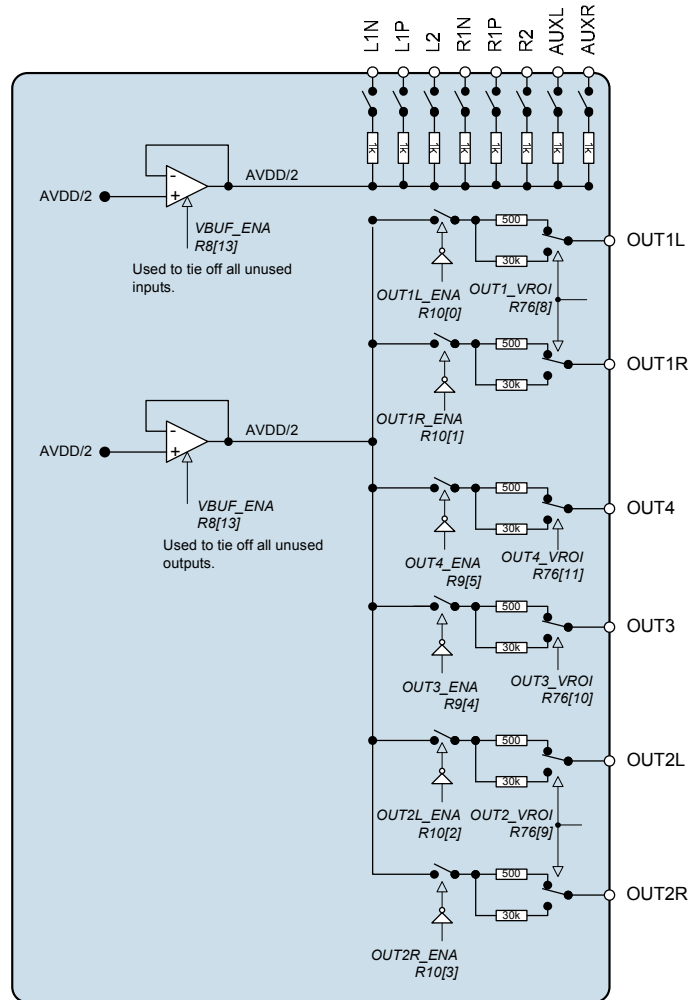 L1N L1P L2 R1N R1P R2 AUXL AUXR
1k 1k 1k 1k 1k 1k 1k 1k
AVDD/2
-
+
AVDD/2
VBUF_ENA
R8[13]
Used to tie off all unused
inputs.
500
30k
OUT1L
OUT1L_ENA
R10[0]
OUT1_VROI
R76[8]
500
30k
OUT1R
OUT1R_ENA
R10[1]
AVDD/2
-
+
AVDD/2
VBUF_ENA
R8[13]
Used to tie off all unused
outputs.
500
30k
OUT4
OUT4_ENA
R9[5]
OUT4_VROI
R76[11]
500
30k
OUT3
OUT3_ENA
R9[4]
OUT3_VROI
R76[10]
500
30k
OUT2L
OUT2L_ENA
R10[2]
OUT2_VROI
R76[9]
500
30k
OUT2R
OUT2R_ENA
R10[3]